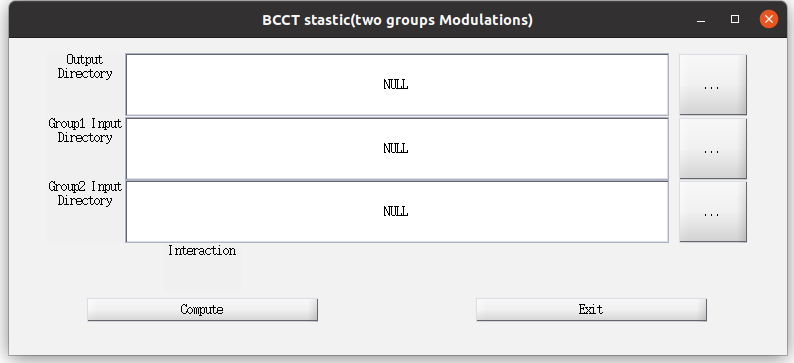 BCCT stastic(two groups Modulations)
Output
Directory
NULL
...
Group1 Input
Directory
NULL
...
Group2 Input
Directory
NULL
...
Interaction
Compute
Exit